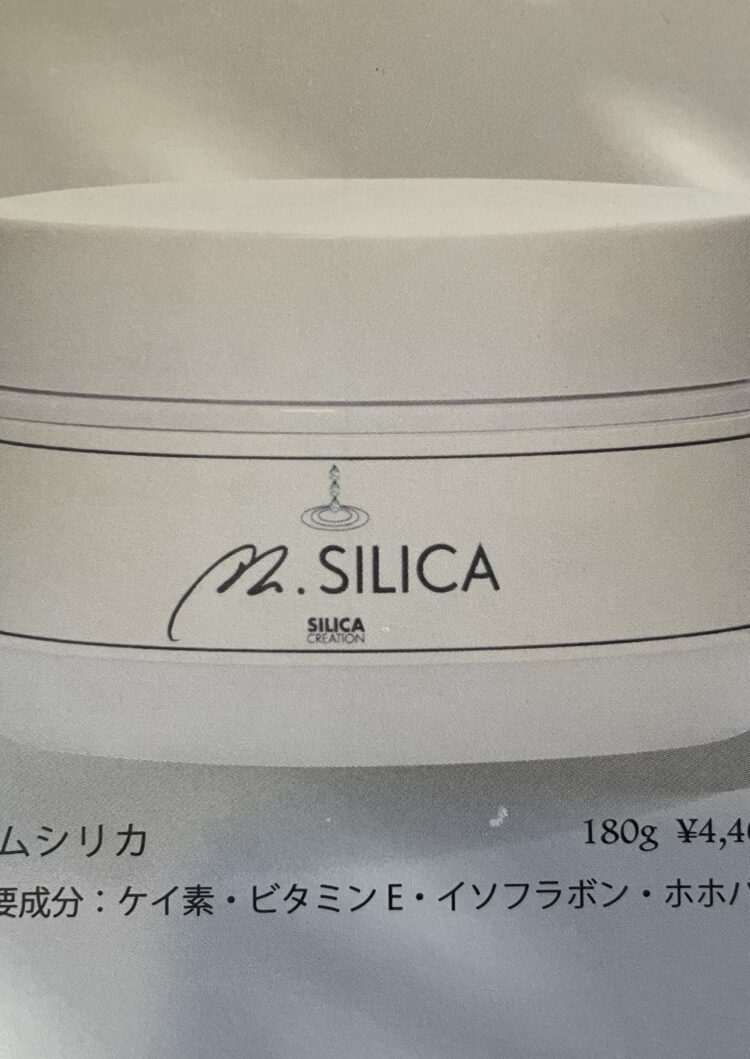 m. SILICA
SILICA
CREATION
ムシリカ
180g ¥4,4
要成分：ケイ素・ビタミンE・イソフラボン・ホホバ